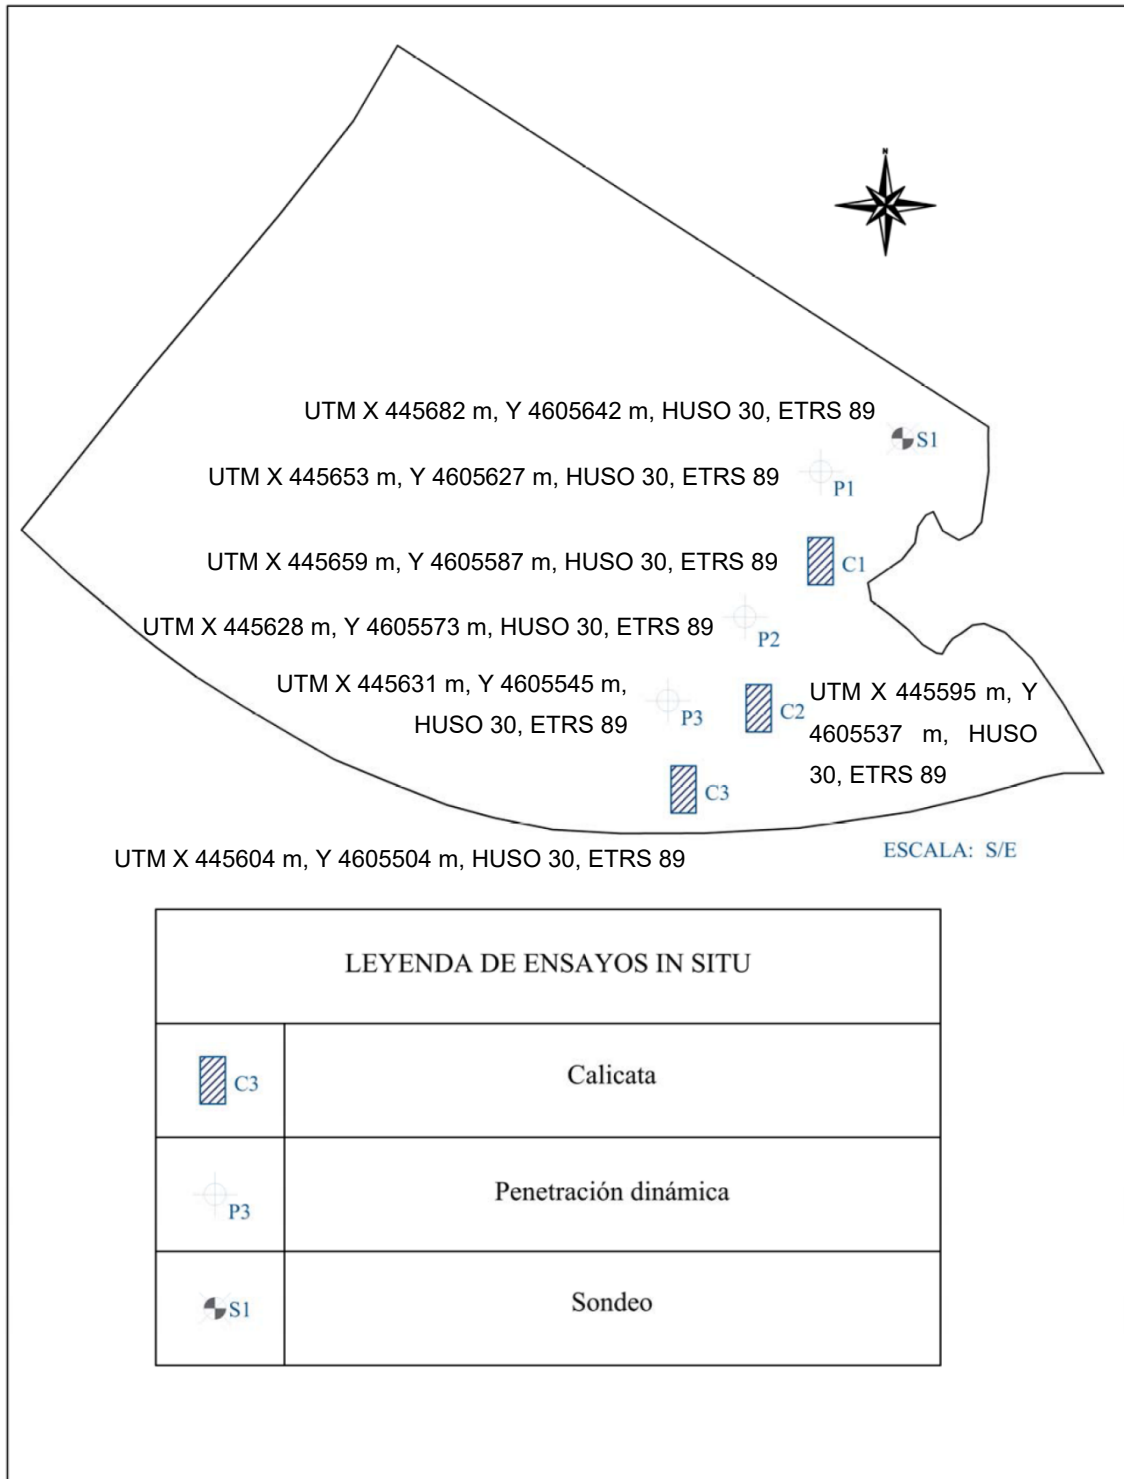 N
UTM X 445682 m, Y 4605642 m, HUSO 30, ETRS 89
S1
UTM X 445653 m, Y 4605627 m, HUSO 30, ETRS 89
P1
UTM X 445659 m, Y 4605587 m, HUSO 30, ETRS 89
C1
UTM X 445628 m, Y 4605573 m, HUSO 30, ETRS 89
P2
UTM X 445631 m, Y 4605545 m,
HUSO 30, ETRS 89
P3
C2
UTM X 445595 m, Y
4605537 m, HUSO
30, ETRS 89
C3
UTM X 445604 m, Y 4605504 m, HUSO 30, ETRS 89
ESCALA: S/E
LEYENDA DE ENSAYOS IN SITU
C3
Calicata
P3
Penetración dinámica
S1
Sondeo